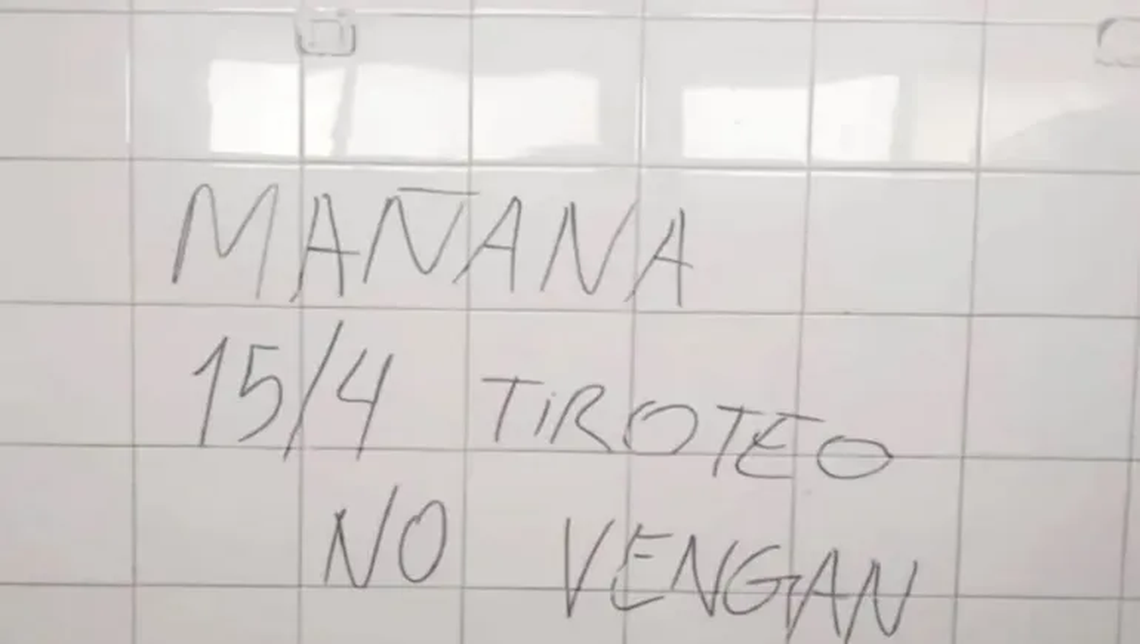 MAÑANA
15/4 TIROTEO
NO VENGAN